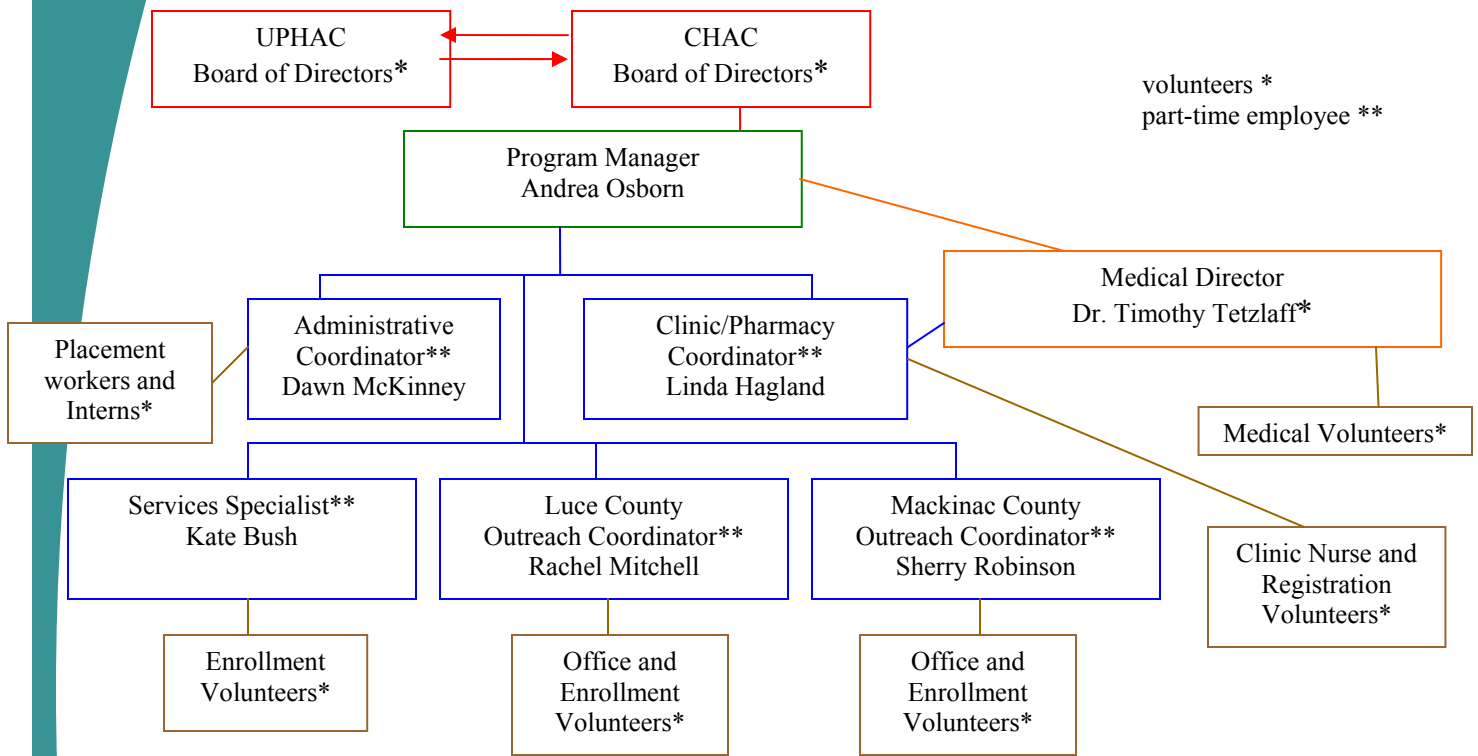 UPHAC
Board of Directors*
CHAC
Board of Directors*
volunteers *
part-time employee **
Program Manager
Andrea Osborn
Medical Director
Dr. Timothy Tetzlaff*
Administrative
Coordinator**
Dawn McKinney
Clinic/Pharmacy
Coordinator**
Linda Hagland
Placement
workers and
Interns*
Medical Volunteers*
Services Specialist**
Kate Bush
Luce County
Outreach Coordinator**
Rachel Mitchell
Mackinac County
Outreach Coordinator**
Sherry Robinson
Clinic Nurse and
Registration
Volunteers*
Enrollment
Volunteers*
Office and
Enrollment
Volunteers*
Office and
Enrollment
Volunteers*